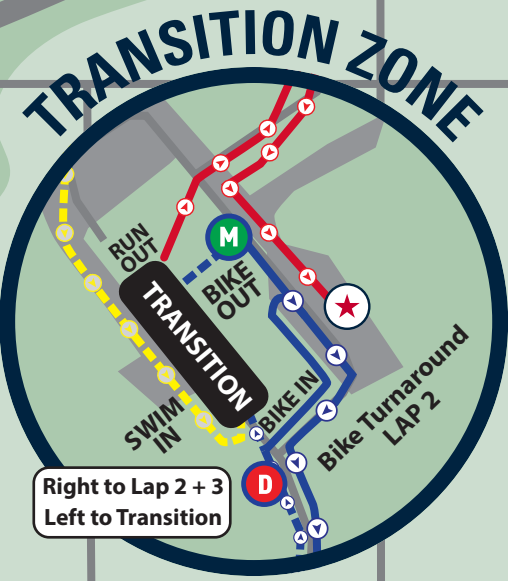 TRANSITION ZONE
RUN
OUT
M
BIKE
OUT
TRANSITION
BIKE IN
SWIM
IN
Bike Turnaround
LAP 2
D
Right to Lap 2 + 3
Left to Transition